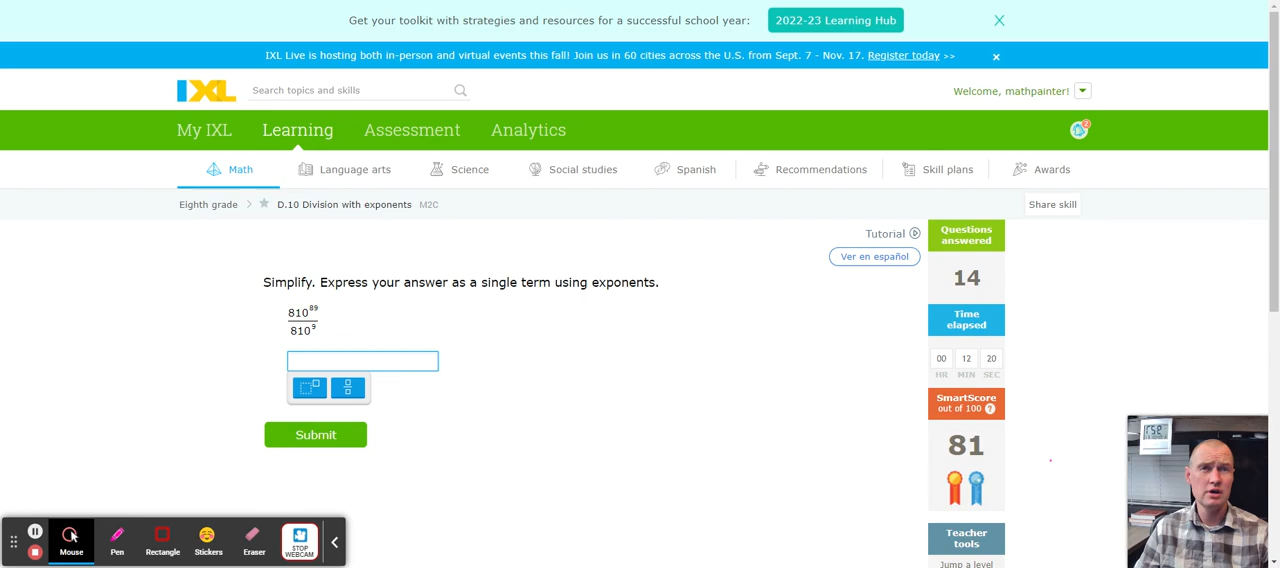 Get your toolkit with strategies and resources for a successful school year: 2022-23 Learning Hub
IXL Live is hosting both in-person and virtual events this fall! Join us in 60 cities across the U.S. from Sept. 7 - Nov. 17. Register today >>
IXL Search topics and skills Welcome, mathpainter!
My IXL Learning Assessment Analytics 2
Math Language arts Science Social studies Spanish Recommendations Skill plans Awards
Eighth grade > D.10 Division with exponents M2C Share skill
Tutorial
Ver en español
Questions answered
14
Time elapsed
00 12 20
HR MIN SEC
SmartScore
out of 100 ?
81
Teacher tools
Jump a level
Simplify. Express your answer as a single term using exponents.
810^89
810^9
Submit
Mouse Pen Rectangle Stickers Eraser STOP WEBCAM